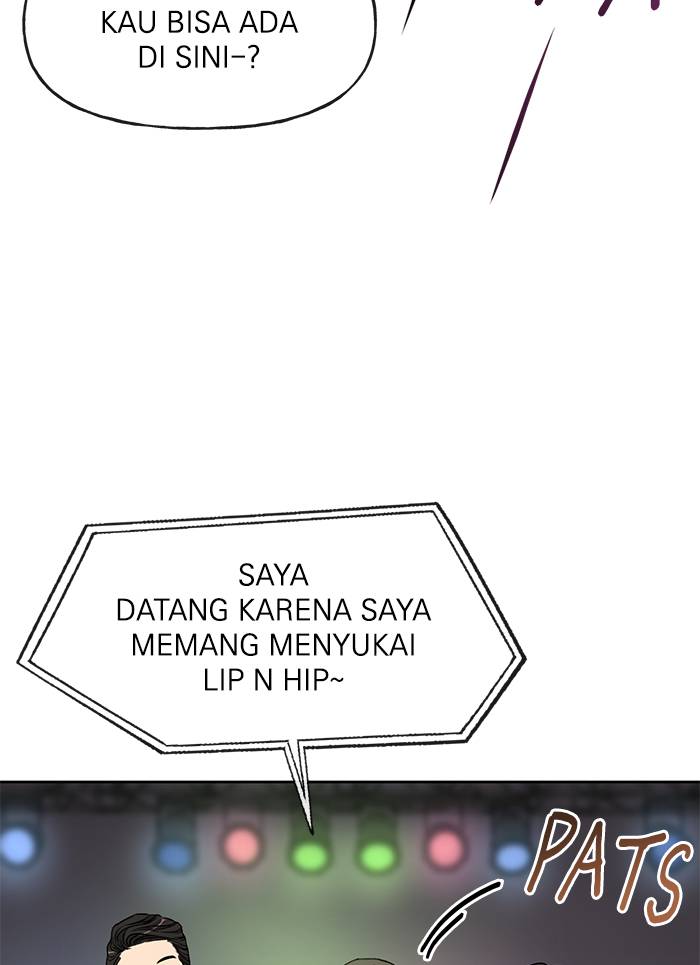 KAU BISA ADA
DI SINI-?
SAYA
DATANG KARENA SAYA
MEMANG MENYUKAI
LIP N HIP~
PATS